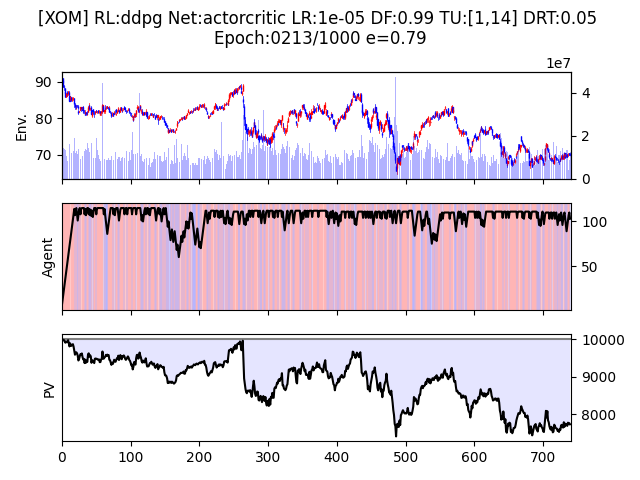 [XOM] RL:ddpg Net:actorcritic LR:1e-05 DF:0.99 TU:[1,14] DRT:0.05
Epoch:0213/1000 e=0.79
1e7
90
80
70
Env.
4
2
0
Agent
100
50
PV
10000
9000
8000
0 100 200 300 400 500 600 700